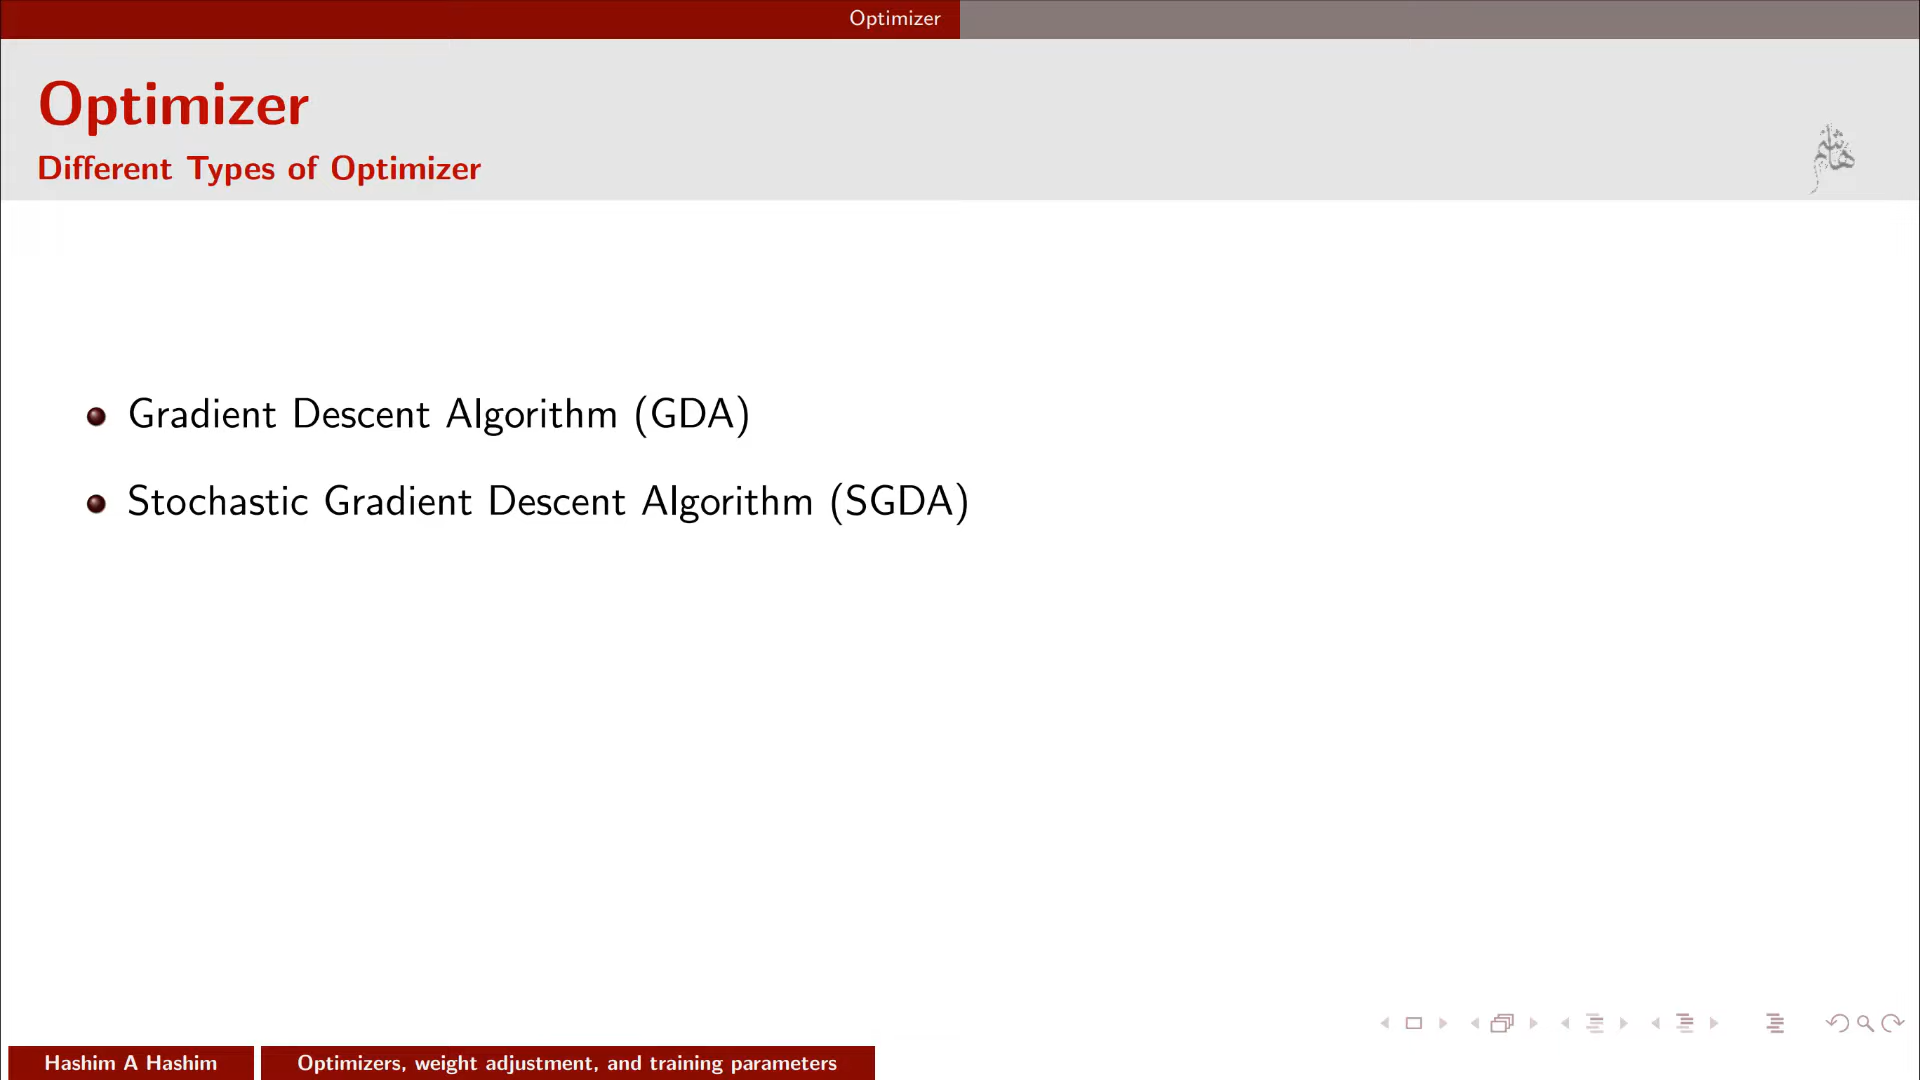 Optimizer
Optimizer
Different Types of Optimizer
هاشم
Gradient Descent Algorithm (GDA)
Stochastic Gradient Descent Algorithm (SGDA)
Hashim A Hashim
Optimizers, weight adjustment, and training parameters